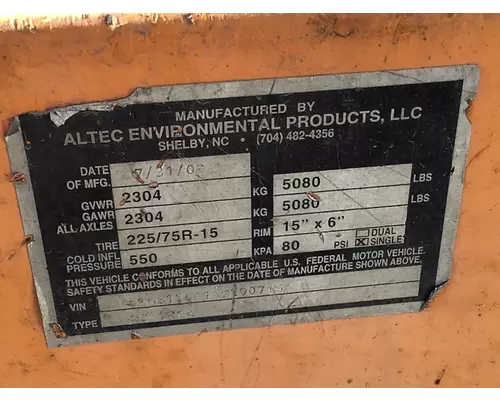 MANUFACTURED BY
ALTEC ENVIRONMENTAL PRODUCTS, LLC
SHELBY, NC • (704) 482-4356
DATE OF MFG.
GVWR 2304 KG 5080 LBS
GAWR ALL AXLES 2304 KG 5080 LBS
TIRE 225/75R-15 RIM 15" x 6" DUAL
COLD INFL PRESSURE 550 KPA 80 PSI SINGLE
THIS VEHICLE CONFORMS TO ALL APPLICABLE U.S. FEDERAL MOTOR VEHICLE
SAFETY STANDARDS IN EFFECT ON THE DATE OF MANUFACTURE SHOWN ABOVE.
VIN
TYPE